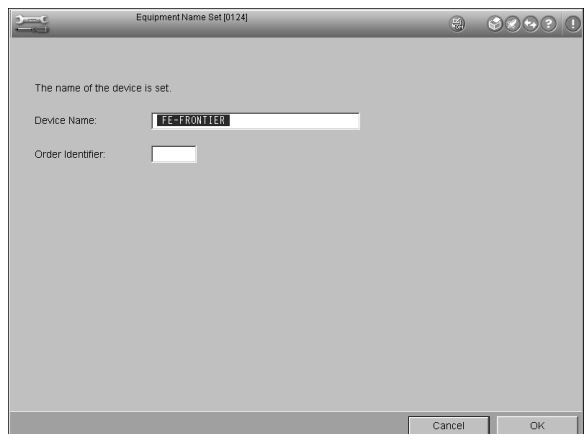 Equipment Name Set [0124]
The name of the device is set.
Device Name: FE-FRONTIER
Order Identifier:
Cancel OK